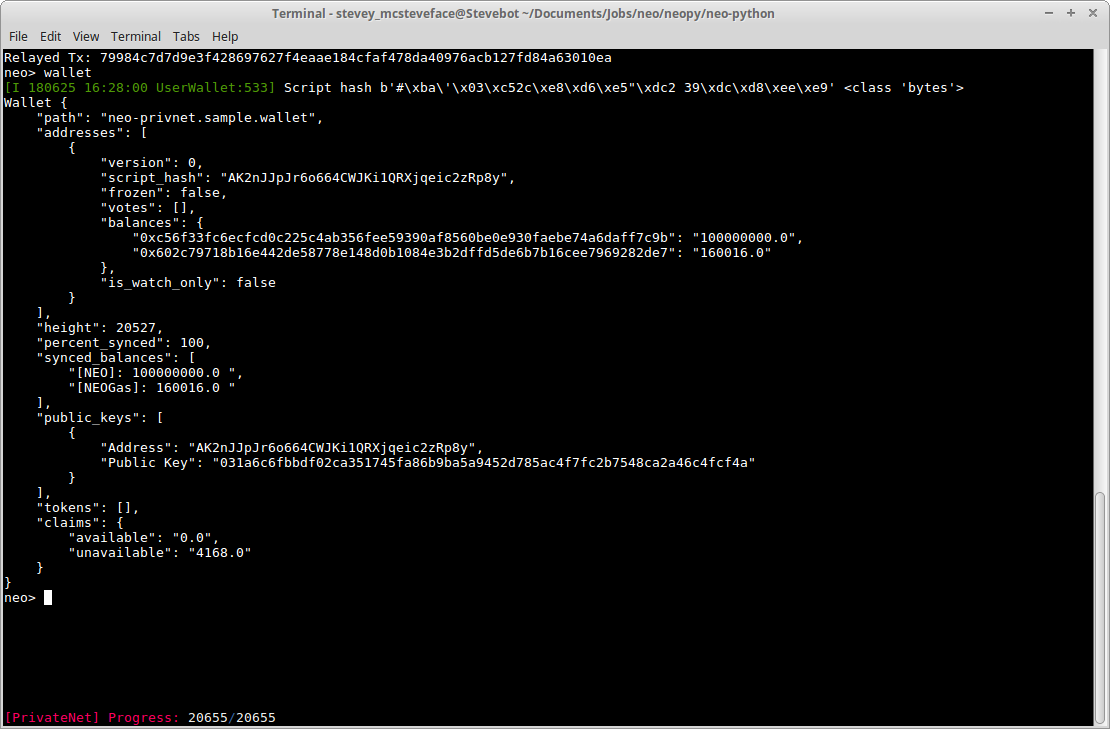 Terminal - stevey_mcsteveface@Stevebot ~/Documents/Jobs/neo/neopy/neo-python
File Edit View Terminal Tabs Help
Relayed Tx: 79984c7d7d9e3f428697627f4eaae184cfaf478da40976acb127fd84a63010ea
neo> wallet
[I 180625 16:28:00 UserWallet:533] Script hash b'#\xba\'\x03\xc52c\xe8\xd6\xe5"\xdc2 39\xdc\xd8\xee\xe9' <class 'bytes'>
Wallet {
    "path": "neo-privnet.sample.wallet",
    "addresses": [
        {
            "version": 0,
            "script_hash": "AK2nJJpJr6o664CWJKi1QRXjqeic2zRp8y",
            "frozen": false,
            "votes": [],
            "balances": {
                "0xc56f33fc6ecfcd0c225c4ab356fee59390af8560be0e930faebe74a6daff7c9b": "100000000.0",
                "0x602c79718b16e442de58778e148d0b1084e3b2dffd5de6b7b16cee7969282de7": "160016.0"
            },
            "is_watch_only": false
        }
    ],
    "height": 20527,
    "percent_synced": 100,
    "synced_balances": [
        "[NEO]: 100000000.0 ",
        "[NEOGas]: 160016.0 "
    ],
    "public_keys": [
        {
            "Address": "AK2nJJpJr6o664CWJKi1QRXjqeic2zRp8y",
            "Public Key": "031a6c6fbbdf02ca351745fa86b9ba5a9452d785ac4f7fc2b7548ca2a46c4fcf4a"
        }
    ],
    "tokens": [],
    "claims": {
        "available": "0.0",
        "unavailable": "4168.0"
    }
}
neo>
[PrivateNet] Progress: 20655/20655